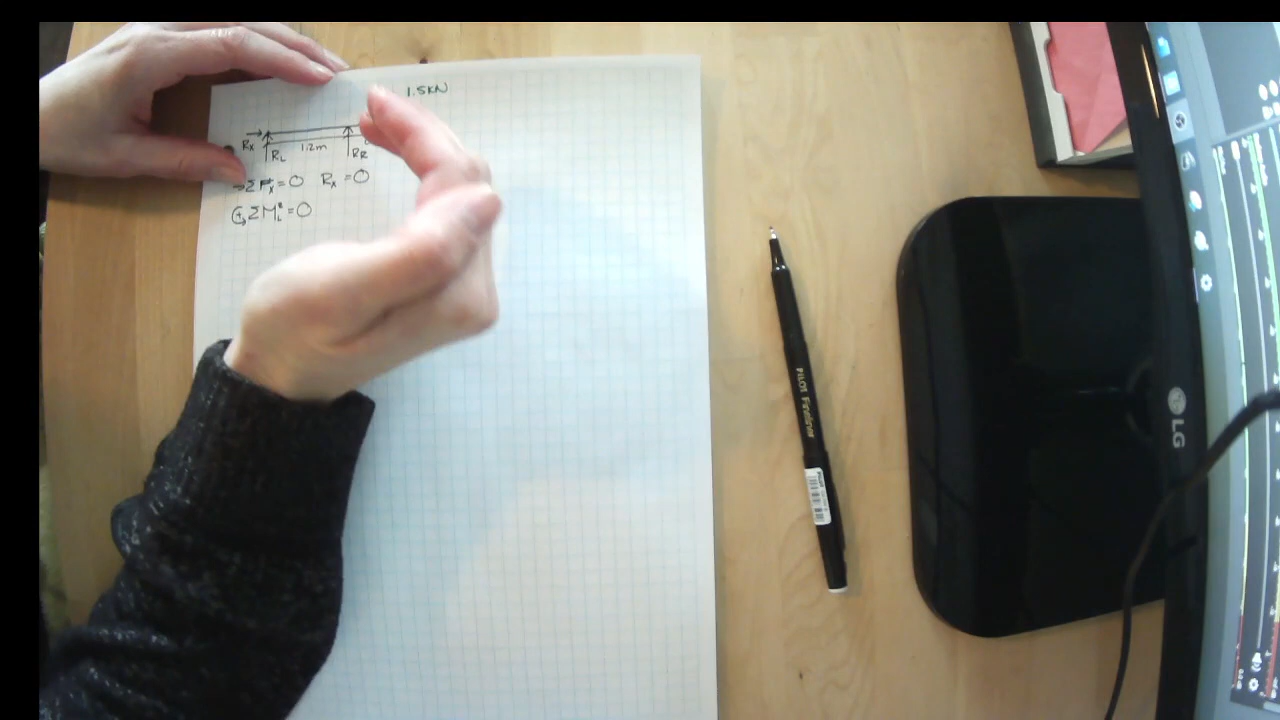 1.5KN
Rx RL 1.2m RR
→ΣFx=0 Rx=0
ΣML=0
PILOT Fineliner
LG